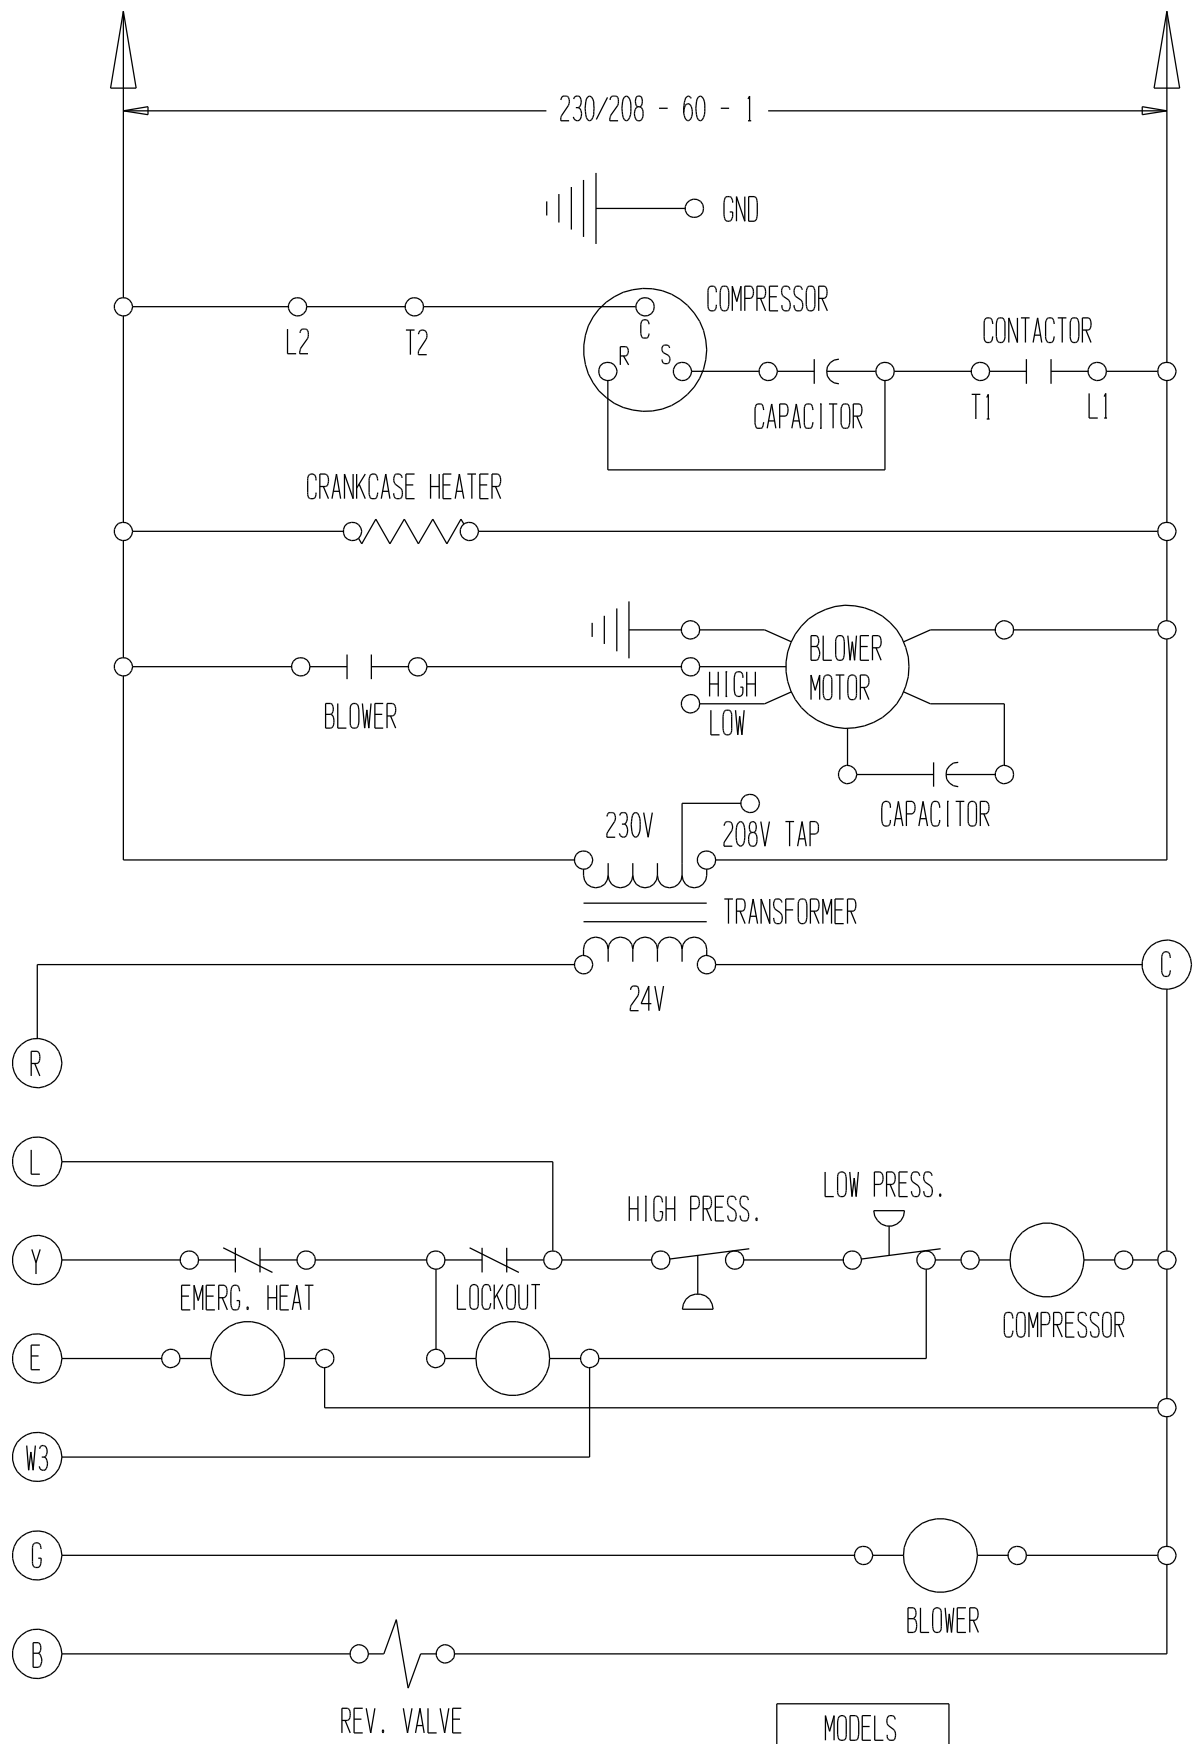 230/208 - 60 - 1
GND
COMPRESSOR
C
R
S
L2
T2
CONTACTOR
CAPACITOR
T1
L1
CRANKCASE HEATER
BLOWER
MOTOR
HIGH
LOW
BLOWER
CAPACITOR
230V
208V TAP
TRANSFORMER
24V
C
R
L
LOW PRESS.
HIGH PRESS.
Y
EMERG. HEAT
LOCKOUT
COMPRESSOR
E
W3
G
BLOWER
B
REV. VALVE
MODELS